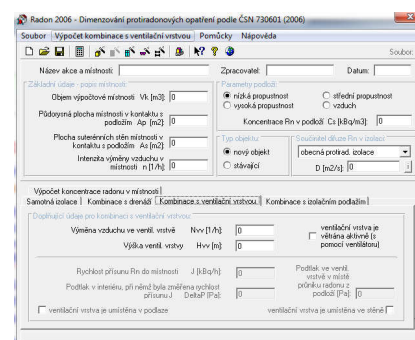 Radon 2006 - Dimenzování protiradonových opatření podle ČSN 730601 (2006)
Soubor Výpočet kombinace s ventilační vrstvou Pomůcky Nápověda
Soubor:
Název akce a místnosti: Zpracovatel: Datum:
Základní údaje - popis místnosti:
Objem výpočtové místnosti Vk [m3]: 0
Půdorysná plocha místnosti v kontaktu s podložím Ap [m2]: 0
Plocha suterénních stěn místnosti v kontaktu s podložím As [m2]: 0
Intenzita výměny vzduchu v místnosti n [1/h]: 0
Parametry podloží:
nízká propustnost střední propustnost
vysoká propustnost vzduch
Koncentrace Rn v podloží Cs [kBq/m3]: 0
Typ objektu:
nový objekt
stávající
Součinitel difúze Rn v izolaci:
obecná protirad. izolace
D [m2/s]: 0
Výpočet koncentrace radonu v místnosti
Samotná izolace Kombinace s drenáží Kombinace s ventilační vrstvou Kombinace s izolačním podlažím
Doplňující údaje pro kombinaci s ventilační vrstvou:
Výměna vzduchu ve ventil. vrstvě Nvv [1/h]: 0
Výška ventil. vrstvy Hvv [m]: 0
ventilační vrstva je větrána aktivně (s pomocí ventilátoru)
Rychlost přísunu Rn do místnosti J [kBq/h]: 0
Podtlak v interiéru, při němž byla změřena rychlost přísunu J DeltaP [Pa]: 0
Podtlak ve ventil. vrstvě v místě průniku radonu z podloží [Pa]: 0
ventilační vrstva je umístěna v podlaze ventilační vrstva je umístěna ve stěně